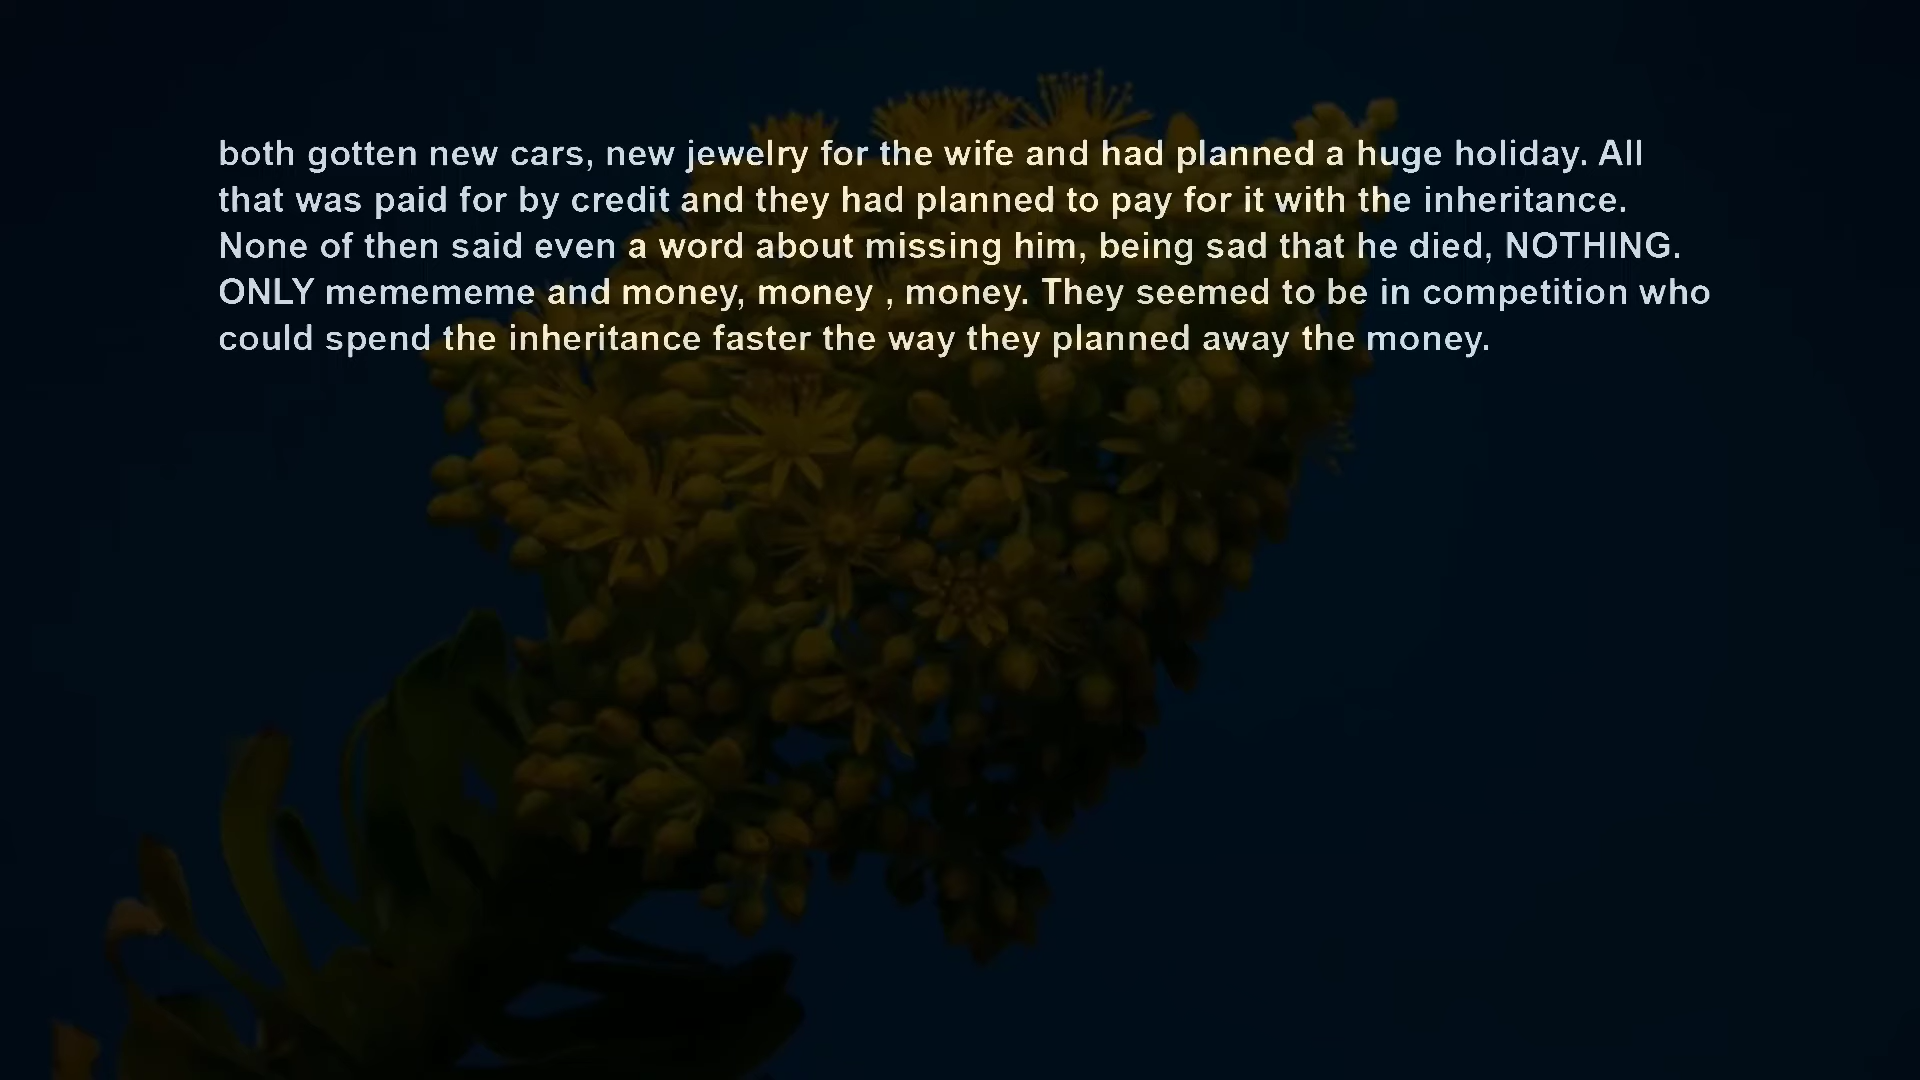 both gotten new cars, new jewelry for the wife and had planned a huge holiday. All
that was paid for by credit and they had planned to pay for it with the inheritance.
None of then said even a word about missing him, being sad that he died, NOTHING.
ONLY memememe and money, money , money. They seemed to be in competition who
could spend the inheritance faster the way they planned away the money.